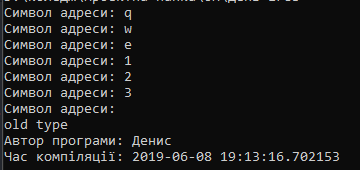 Символ адреси: q
Символ адреси: w
Символ адреси: e
Символ адреси: 1
Символ адреси: 2
Символ адреси: 3
Символ адреси:
old type
Автор програми: Денис
Час компіляції: 2019-06-08 19:13:16.702153